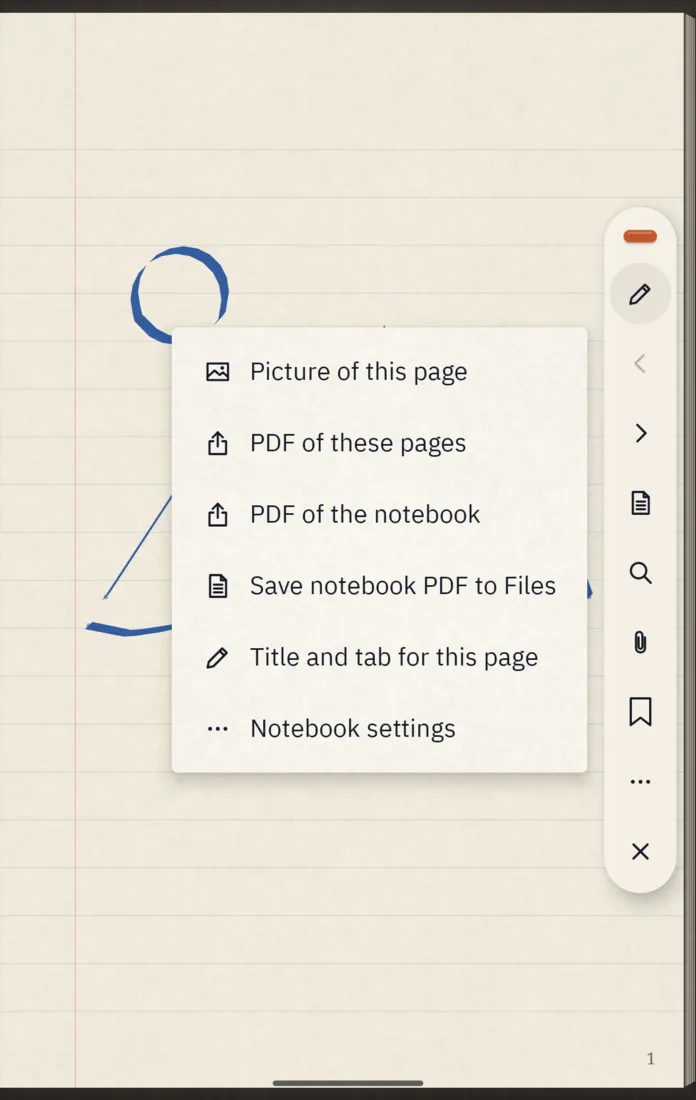 Picture of this page
PDF of these pages
PDF of the notebook
Save notebook PDF to Files
Title and tab for this page
Notebook settings
1